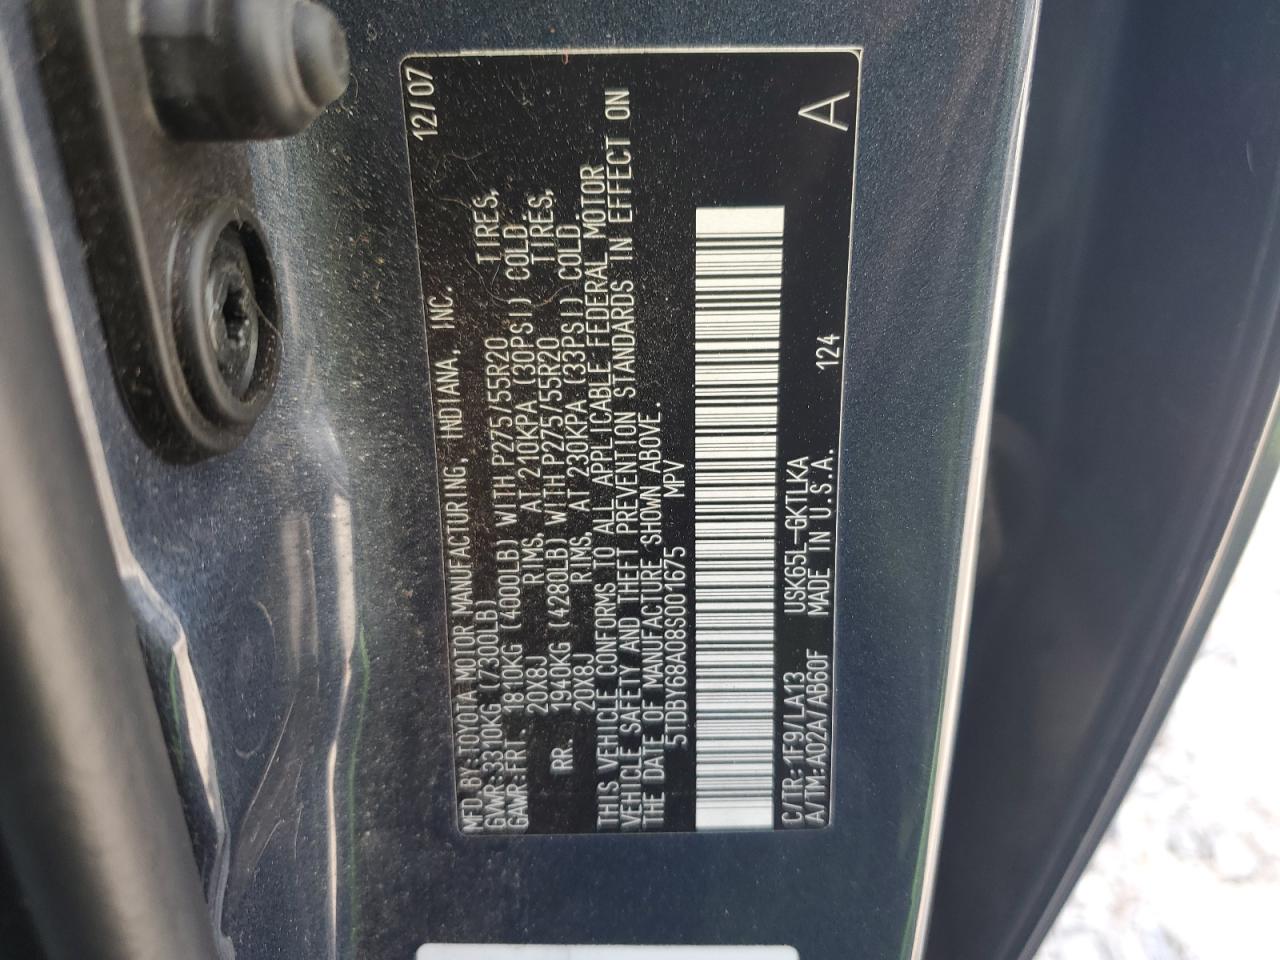 MFD. BY:TOYOTA MOTOR MANUFACTURING, INDIANA, INC. 12/07
GVWR:3310KG (7300LB)
GAWR:FRT. 1810KG (4000LB) WITH P275/55R20 TIRES,
20X8J RIMS, AT 210KPA (30PSI) COLD.
RR. 1940KG (4280LB) WITH P275/55R20 TIRES,
20X8J RIMS, AT 230KPA (33PSI) COLD
THIS VEHICLE CONFORMS TO ALL APPLICABLE FEDERAL MOTOR
VEHICLE SAFETY AND THEFT PREVENTION STANDARDS IN EFFECT ON
THE DATE OF MANUFACTURE SHOWN ABOVE.
5TDBY68A08S001675 MPV
C/TR:1F9/LA13 USK65L-GKTLKA
A/TM:A02A/AB60F MADE IN U.S.A. 124
A